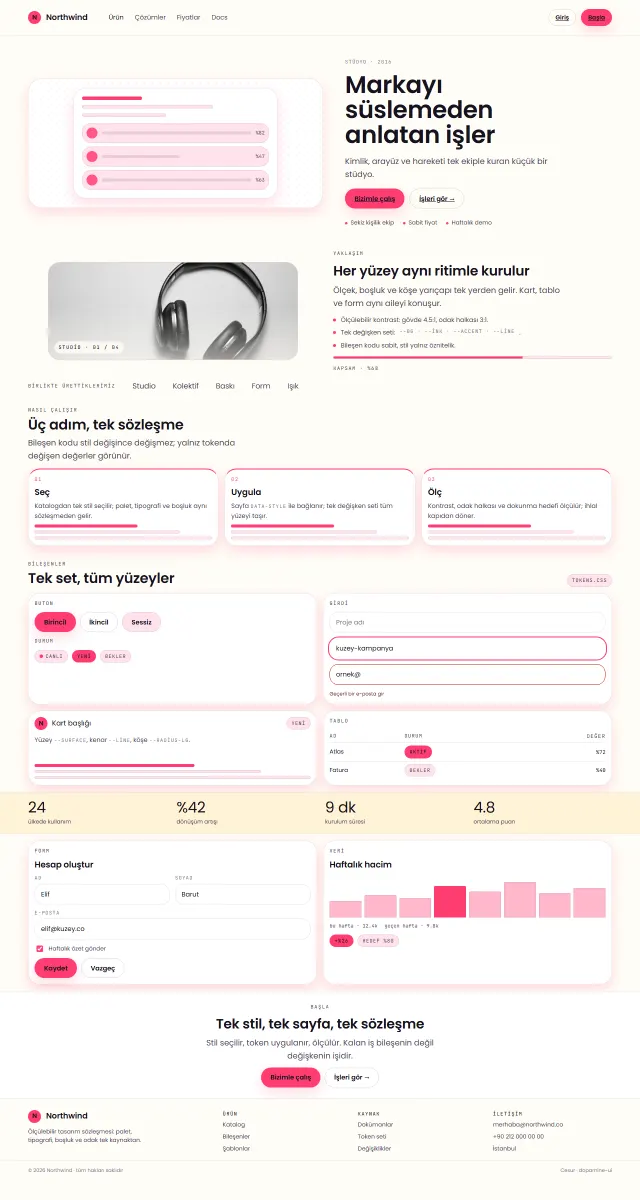 N Northwind Ürün Çözümler Fiyatlar Docs Giriş Başla
STÜDYO · 2026
Markayı
süslemeden
anlatan işler
Kimlik, arayüz ve hareketi tek ekiple kuran küçük bir
stüdyo.
Bizimle çalış İşleri gör →
Sekiz kişilik ekip Sabit fiyat Haftalık demo
%82
%47
%63
STUDIO · 01 / 04
YAKLAŞIM
Her yüzey aynı ritimle kurulur
Ölçek, boşluk ve köşe yarıçapı tek yerden gelir. Kart, tablo
ve form aynı aileyi konuşur.
Ölçülebilir kontrast: gövde 4.5:1, odak halkası 3:1.
Tek değişken seti: --BG · --INK · --ACCENT · --LINE .
Bileşen kodu sabit, stil yalnız öznitelik.
KAPSAM · %68
BİRLİKTE ÜRETTİKLERİMİZ Studio Kolektif Baskı Form Işık
NASIL ÇALIŞIR
Üç adım, tek sözleşme
Bileşen kodu stil değişince değişmez; yalnız tokenda
değişen değerler görünür.
01
Seç
Katalogdan tek stil seçilir; palet, tipografi ve boşluk aynı
sözleşmeden gelir.
02
Uygula
Sayfa DATA-STYLE ile bağlanır; tek değişken seti tüm
yüzeyi taşır.
03
Ölç
Kontrast, odak halkası ve dokunma hedefi ölçülür; ihlal
kapıdan döner.
BİLEŞENLER
Tek set, tüm yüzeyler
TOKENS.CSS
BUTON
Birincil İkincil Sessiz
DURUM
CANLI YENİ BEKLER
GİRDİ
Proje adı
kuzey-kampanya
ornek@
Geçerli bir e-posta gir
N Kart başlığı YENİ
Yüzey --SURFACE, kenar --LINE, köşe --RADIUS-LG.
TABLO
AD DURUM DEĞER
Atlas AKTİF %72
Fatura BEKLER %48
24
ülkede kullanım
%42
dönüşüm artışı
9 dk
kurulum süresi
4.8
ortalama puan
FORM
Hesap oluştur
AD SOYAD
Elif Barut
E-POSTA
elif@kuzey.co
Haftalık özet gönder
Kaydet Vazgeç
VERİ
Haftalık hacim
bu hafta · 12.4k geçen hafta · 9.8k
HEDEF %80
BAŞLA
Tek stil, tek sayfa, tek sözleşme
Stil seçilir, token uygulanır, ölçülür. Kalan iş bileşenin değil
değişkenin işidir.
Bizimle çalış İşleri gör →
N Northwind
Ölçülebilir tasarım sözleşmesi: palet,
tipografi, boşluk ve odak tek kaynaktan.
ÜRÜN
Katalog
Bileşenler
Şablonlar
KAYNAK
Dokümanlar
Token seti
Değişiklikler
İLETİŞİM
merhaba@northwind.co
+90 212 000 00 00
İstanbul
© 2026 Northwind · tüm hakları saklıdır
Cesur · dopamine-ui